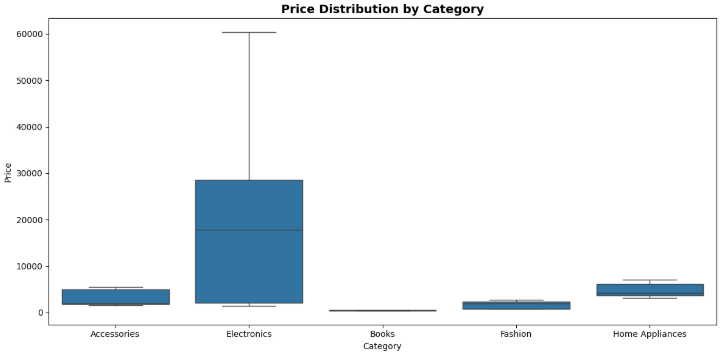 Price Distribution by Category
60000
50000
40000
30000
20000
10000
0
Price
Accessories Electronics Books Fashion Home Appliances
Category